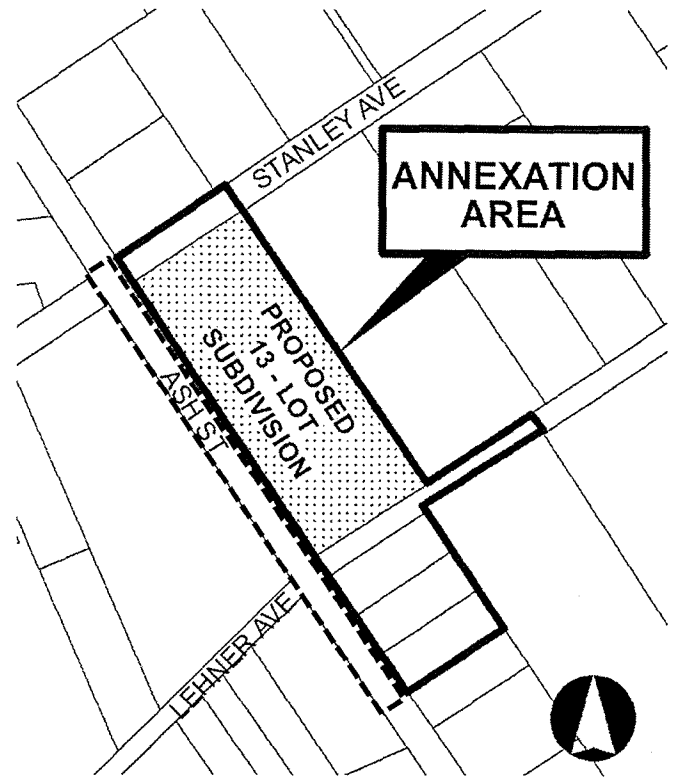 STANLEY AVE
ANNEXATION
AREA
PROPOSED
13 - LOT
SUBDIVISION
ASH ST
LEHNER AVE